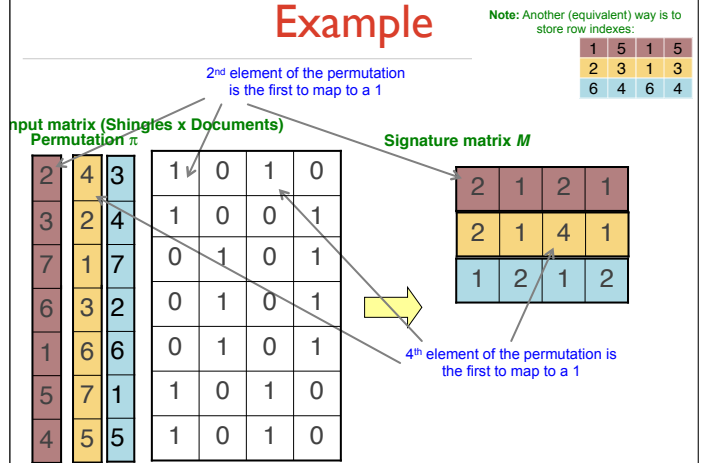 Example
Note: Another (equivalent) way is to
store row indexes:
1 5 1 5
2 3 1 3
6 4 6 4
2nd element of the permutation
is the first to map to a 1
nput matrix (Shingles x Documents)
Permutation π
Signature matrix M
2 4 3 1 0 1 0
3 2 4 1 0 0 1
7 1 7 0 1 0 1
6 3 2 0 1 0 1
1 6 6 0 1 0 1
5 7 1 1 0 1 0
4 5 5 1 0 1 0
2 1 2 1
2 1 4 1
1 2 1 2
4th element of the permutation is
the first to map to a 1